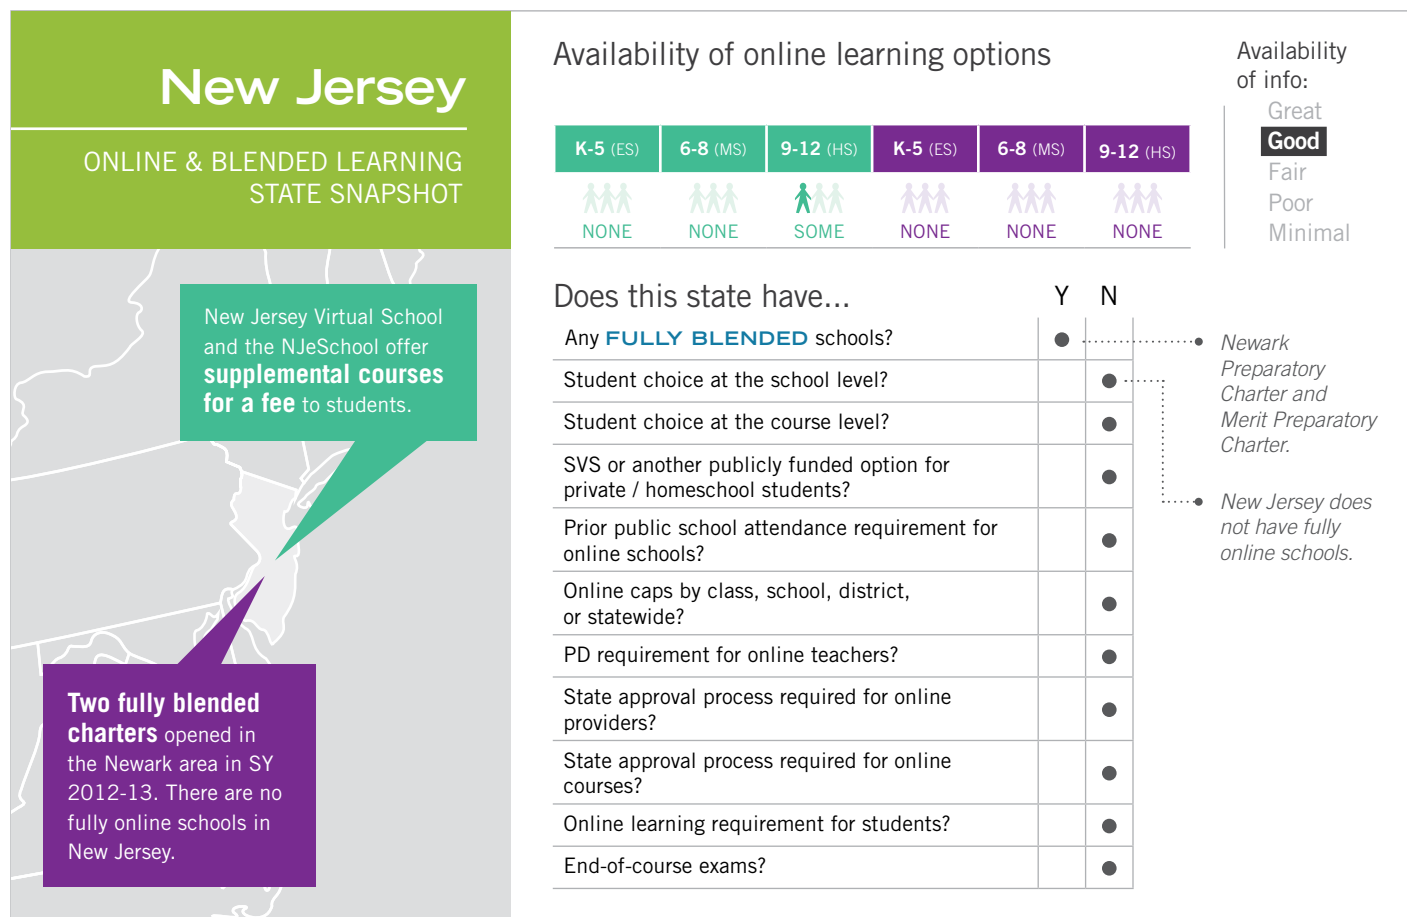 New Jersey
ONLINE & BLENDED LEARNING
STATE SNAPSHOT
New Jersey Virtual School
and the NJeSchool offer
supplemental courses
for a fee to students.
Two fully blended
charters opened in
the Newark area in SY
2012-13. There are no
fully online schools in
New Jersey.
Availability of online learning options
K-5 (ES) 6-8 (MS) 9-12 (HS) K-5 (ES) 6-8 (MS) 9-12 (HS)
NONE NONE SOME NONE NONE NONE
Availability
of info:
Great
Good
Fair
Poor
Minimal
Does this state have... Y N
Any FULLY BLENDED schools?
Student choice at the school level?
Student choice at the course level?
SVS or another publicly funded option for
private / homeschool students?
Prior public school attendance requirement for
online schools?
Online caps by class, school, district,
or statewide?
PD requirement for online teachers?
State approval process required for online
providers?
State approval process required for online
courses?
Online learning requirement for students?
End-of-course exams?
Newark
Preparatory
Charter and
Merit Preparatory
Charter.
New Jersey does
not have fully
online schools.